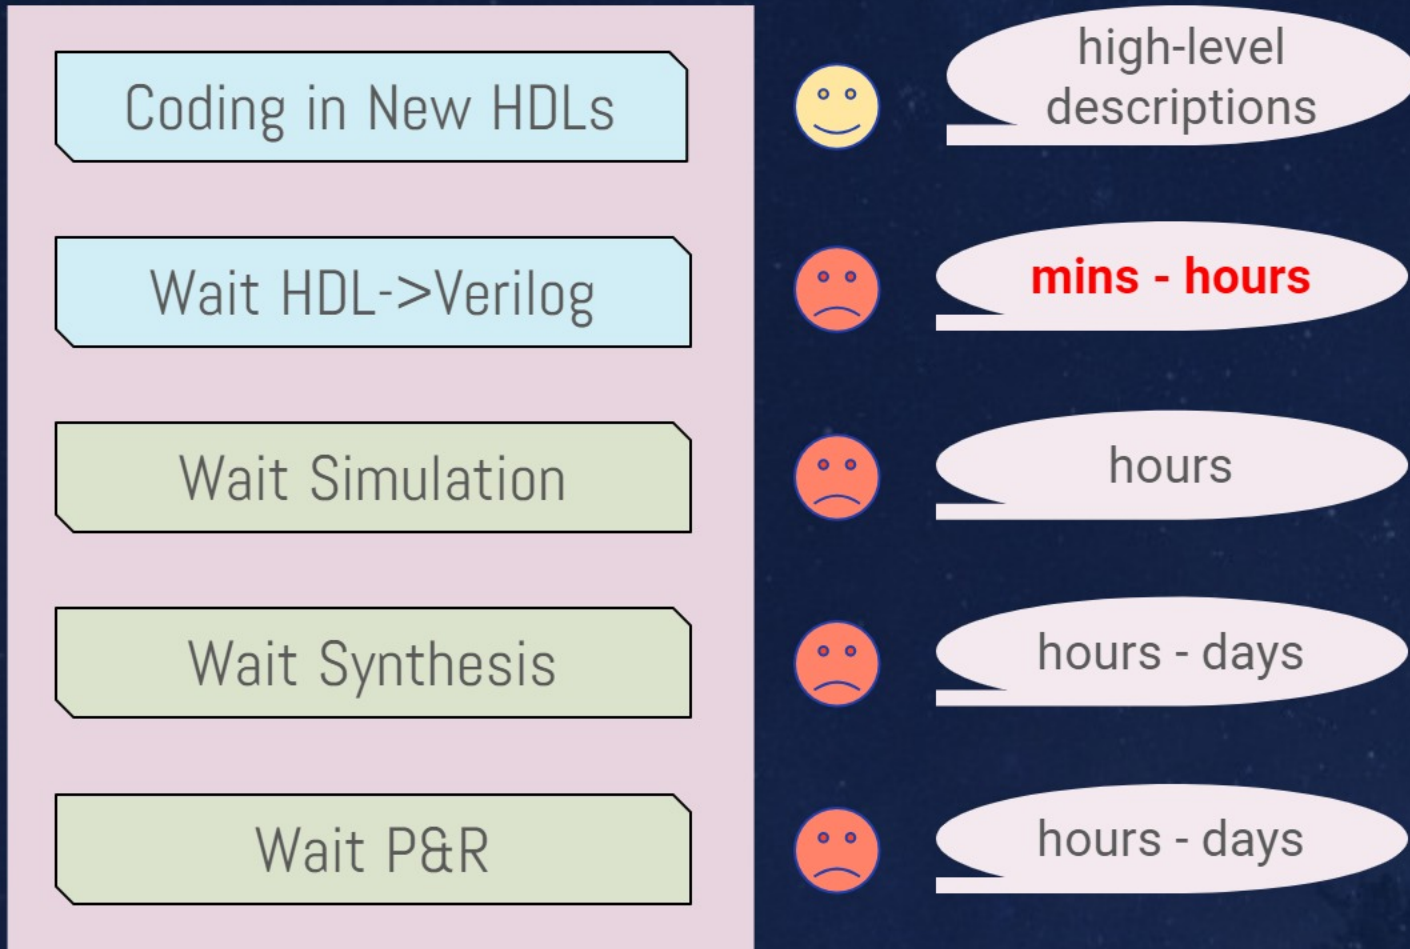 Coding in New HDLs
high-level
descriptions
Wait HDL->Verilog
mins - hours
Wait Simulation
hours
Wait Synthesis
hours - days
Wait P&R
hours - days